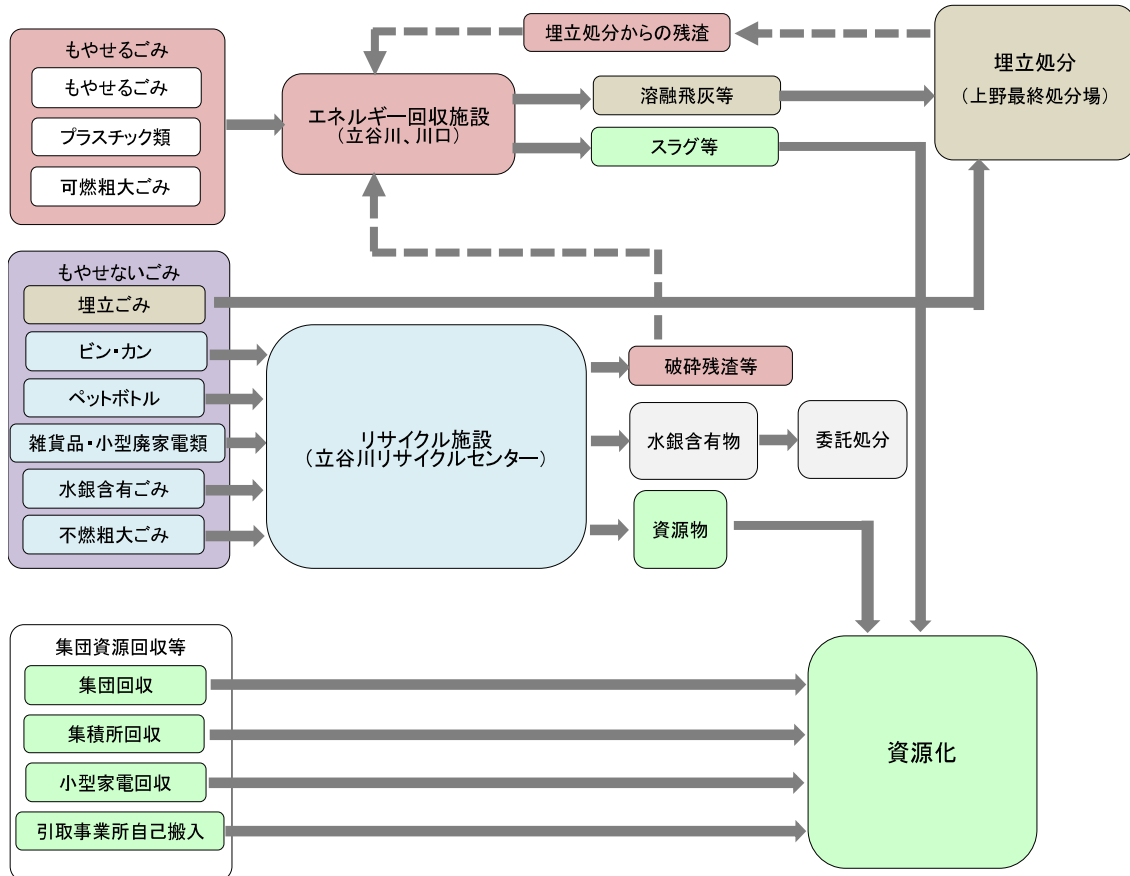 もやせるごみ
もやせるごみ
プラスチック類
可燃粗大ごみ
エネルギー回収施設
(立谷川、川口)
埋立処分からの残渣
溶融飛灰等
スラグ等
埋立処分
(上野最終処分場)
もやせないごみ
埋立ごみ
ビン・カン
ペットボトル
雑貨品・小型廃家電類
水銀含有ごみ
不燃粗大ごみ
リサイクル施設
(立谷川リサイクルセンター)
破砕残渣等
水銀含有物
委託処分
資源物
集団資源回収等
集団回収
集積所回収
小型家電回収
引取事業所自己搬入
資源化